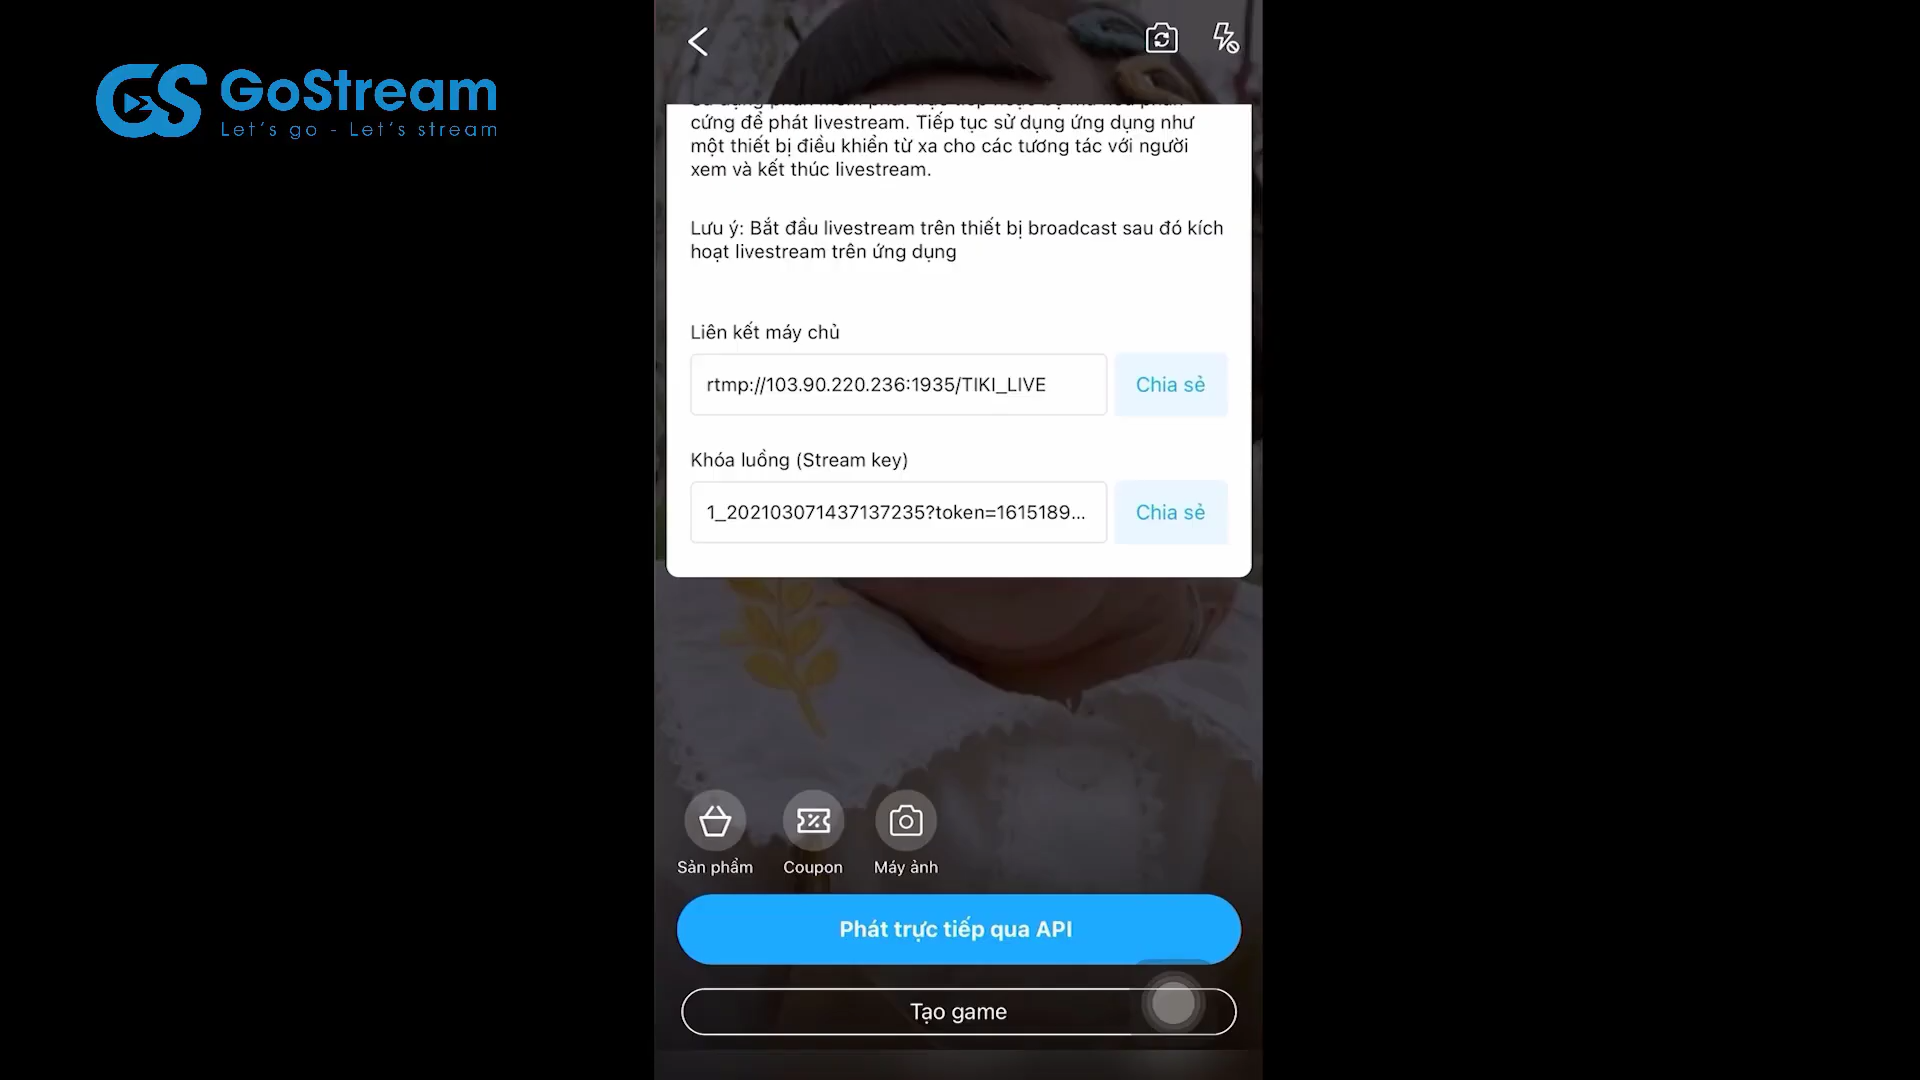 GS GoStream
Let's go - Let's stream
cứng để phát livestream. Tiếp tục sử dụng ứng dụng như
một thiết bị điều khiển từ xa cho các tương tác với người
xem và kết thúc livestream.
Lưu ý: Bắt đầu livestream trên thiết bị broadcast sau đó kích
hoạt livestream trên ứng dụng
Liên kết máy chủ
rtmp://103.90.220.236:1935/TIKI_LIVE
Chia sẻ
Khóa luồng (Stream key)
1_202103071437137235?token=1615189...
Chia sẻ
Sản phẩm
Coupon
Máy ảnh
Phát trực tiếp qua API
Tạo game